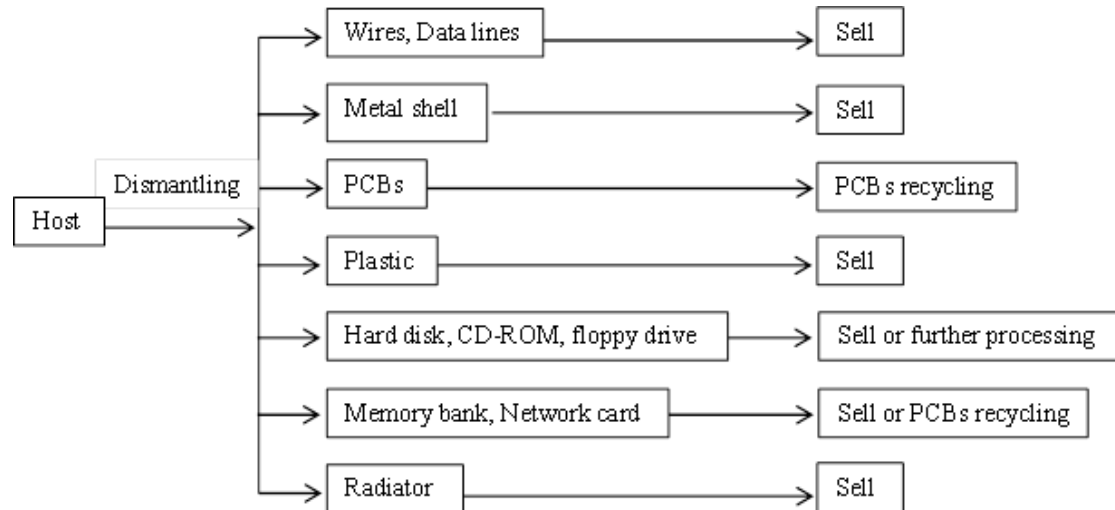 Wires, Data lines
Sell
Metal shell
Sell
Dismantling
PCBs
PCBs recycling
Host
Plastic
Sell
Hard disk, CD-ROM, floppy drive
Sell or further processing
Memory bank, Network card
Sell or PCBs recycling
Radiator
Sell